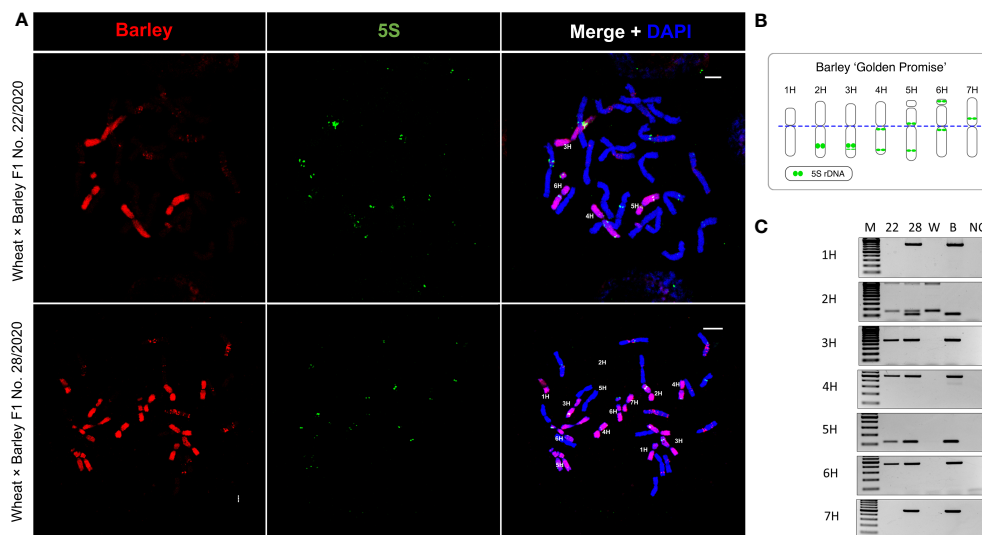 A
Barley
5S
Merge + DAPI
Wheat × Barley F1 No. 22/2020
3H
6H
4H
5H
Wheat × Barley F1 No. 28/2020
2H
1H
3H
5H
6H
7H
2H
4H
4H
6H
5H
1H
3H
B
Barley 'Golden Promise'
1H 2H 3H 4H 5H 6H 7H
5S rDNA
C
M 22 28 W B
1H
2H
3H
4H
5H
6H
7H